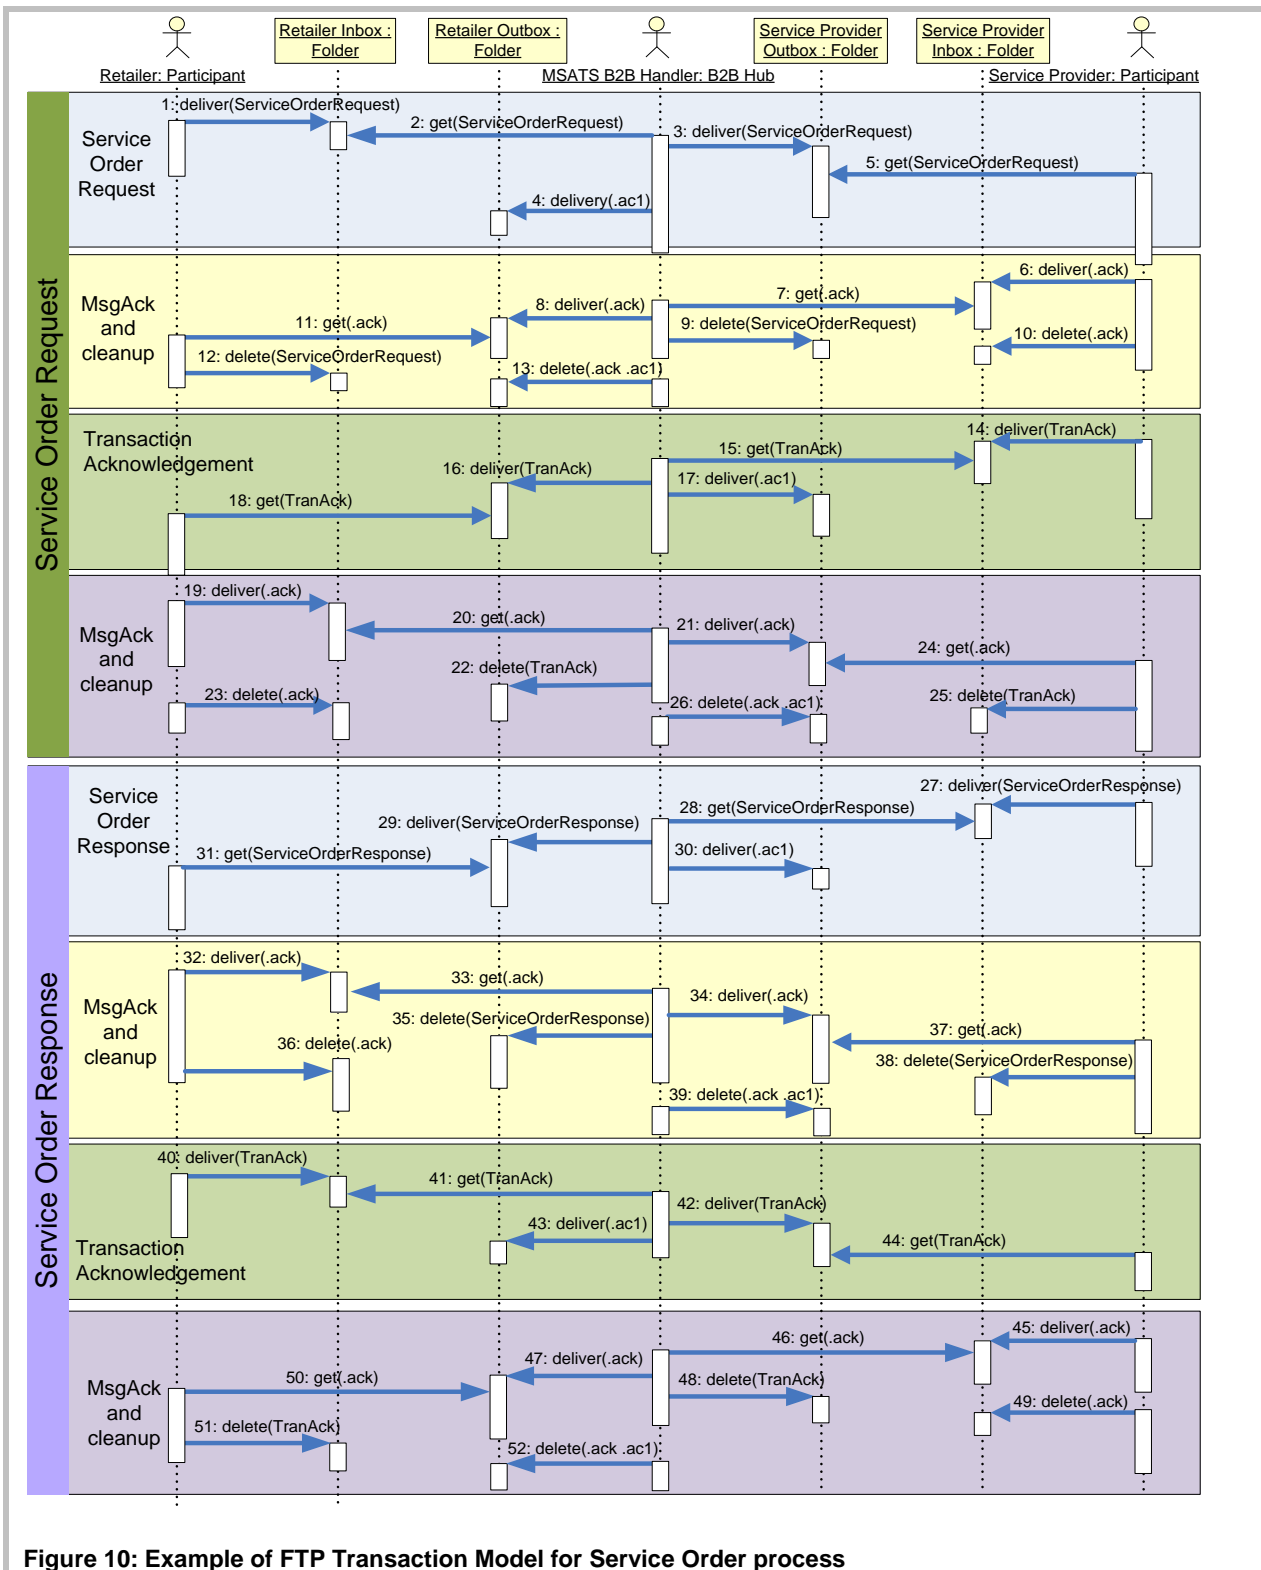 Retailer Inbox :
Folder
Retailer Outbox :
Folder
Service Provider
Outbox : Folder
Service Provider
Inbox : Folder
Retailer: Participant
MSATS B2B Handler: B2B Hub
Service Provider: Participant
Service Order Request
Service
Order
Request
1: deliver(ServiceOrderRequest)
2: get(ServiceOrderRequest)
3: deliver(ServiceOrderRequest)
5: get(ServiceOrderRequest)
4: delivery(.ac1)
MsgAck
and
cleanup
6: deliver(.ack)
7: get(.ack)
8: deliver(.ack)
9: delete(ServiceOrderRequest)
11: get(.ack)
10: delete(.ack)
12: delete(ServiceOrderRequest)
13: delete(.ack .ac1)
Transaction
Acknowledgement
14: deliver(TranAck)
15: get(TranAck)
16: deliver(TranAck)
17: deliver(.ac1)
18: get(TranAck)
MsgAck
and
cleanup
19: deliver(.ack)
20: get(.ack)
21: deliver(.ack)
24: get(.ack)
22: delete(TranAck)
23: delete(.ack)
26: delete(.ack .ac1)
25: delete(TranAck)
Service Order Response
Service
Order
Response
27: deliver(ServiceOrderResponse)
28: get(ServiceOrderResponse)
29: deliver(ServiceOrderResponse)
31: get(ServiceOrderResponse)
30: deliver(.ac1)
MsgAck
and
cleanup
32: deliver(.ack)
33: get(.ack)
34: deliver(.ack)
35: delete(ServiceOrderResponse)
37: get(.ack)
36: delete(.ack)
38: delete(ServiceOrderResponse)
39: delete(.ack .ac1)
Transaction
Acknowledgement
40: deliver(TranAck)
41: get(TranAck)
42: deliver(TranAck)
43: deliver(.ac1)
44: get(TranAck)
MsgAck
and
cleanup
45: deliver(.ack)
46: get(.ack)
47: deliver(.ack)
50: get(.ack)
48: delete(TranAck)
49: delete(.ack)
51: delete(TranAck)
52: delete(.ack .ac1)
Figure 10: Example of FTP Transaction Model for Service Order process